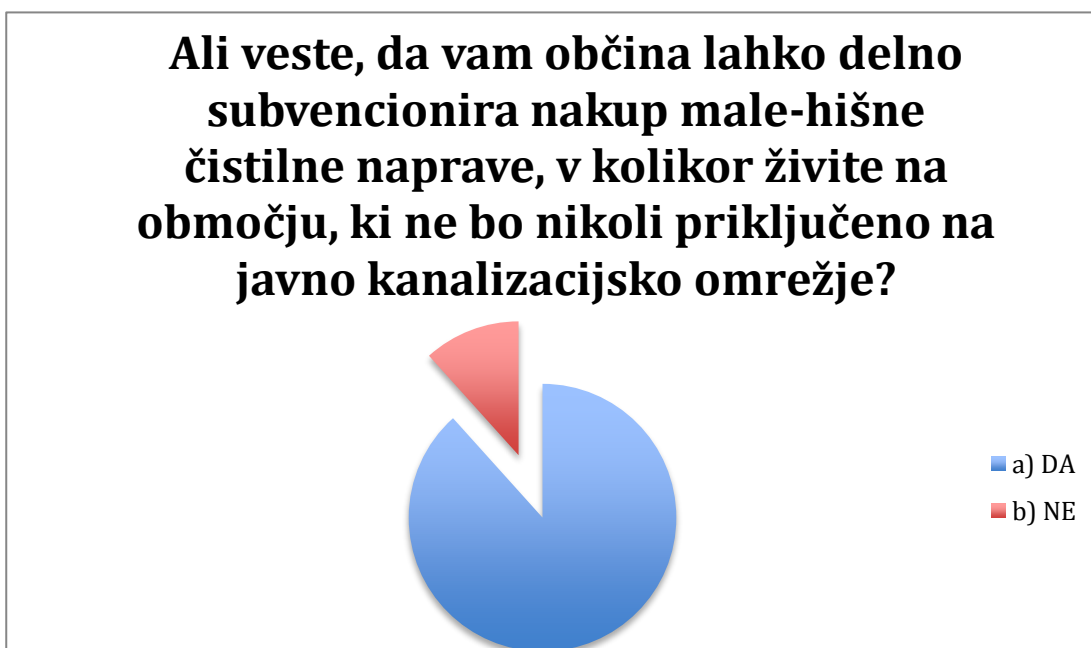 Ali veste, da vam občina lahko delno
subvencionira nakup male-hišne
čistilne naprave, v kolikor živite na
območju, ki ne bo nikoli priključeno na
javno kanalizacijsko omrežje?
a) DA
b) NE